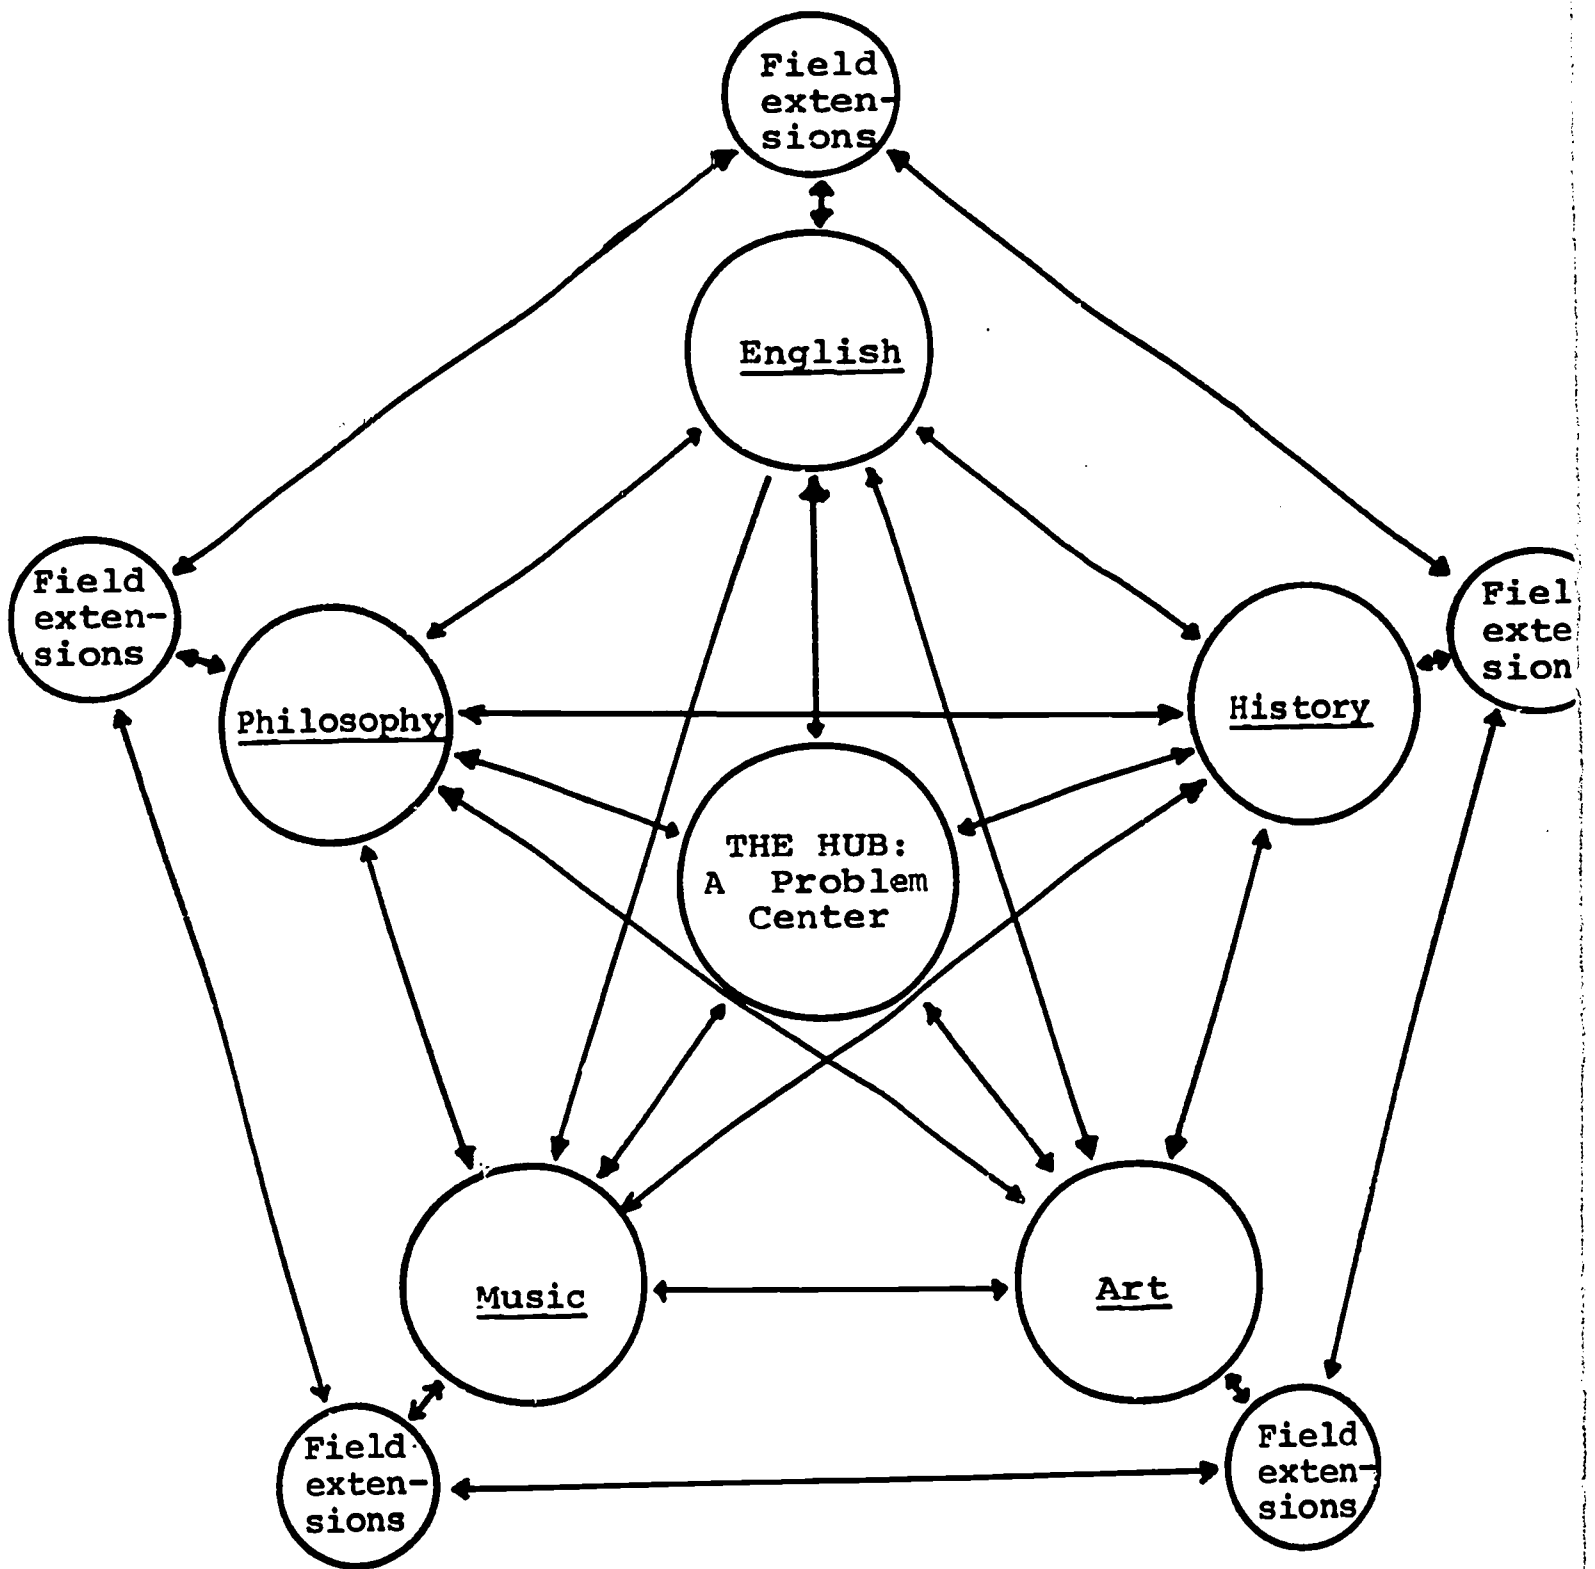 Field
exten-
sions
English
Field
exten-
sions
Fiel
exte
sion
Philosophy
History
THE HUB:
A Problem
Center
Music
Art
Field
exten-
sions
Field
exten-
sions